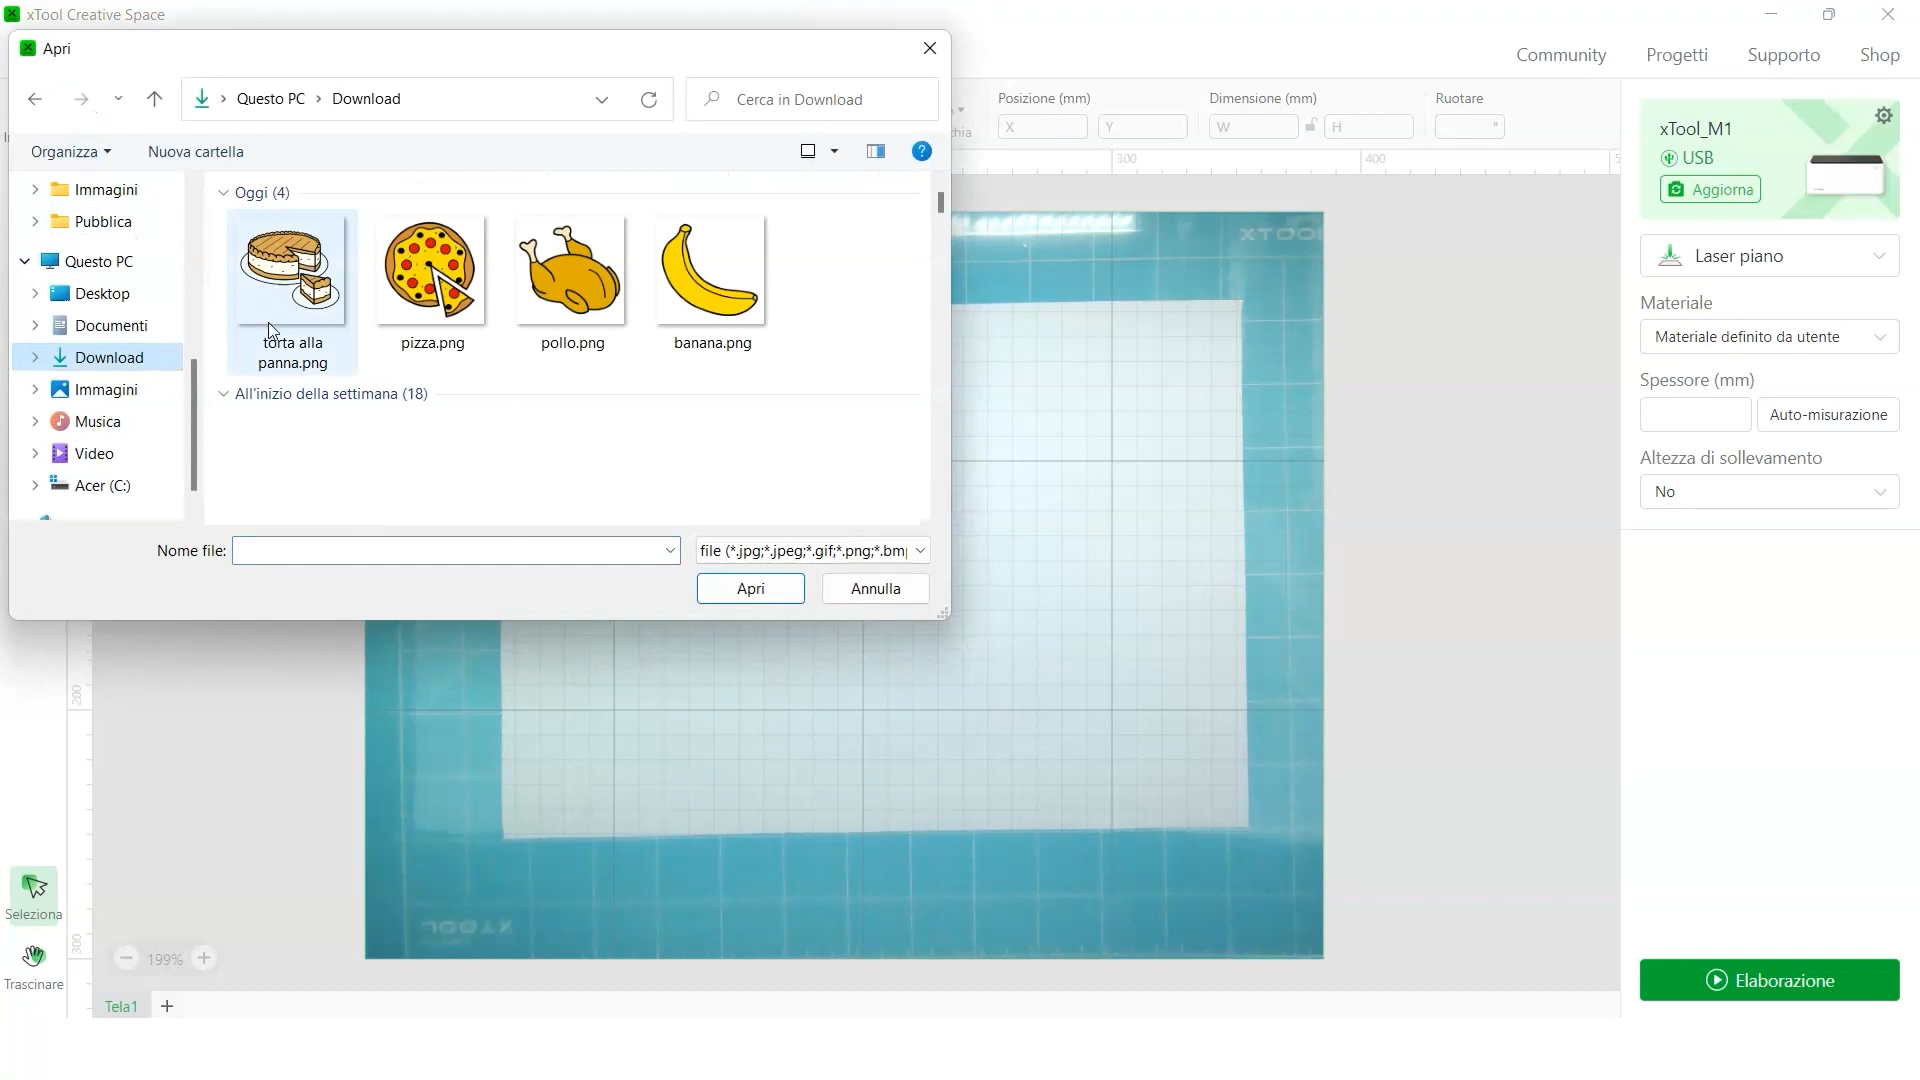 xTool Creative Space
Apri
Community
Progetti
Supporto
Shop
Questo PC
Download
Cerca in Download
Posizione (mm)
Dimensione (mm)
Ruotare
X
Y
W
H
°
Organizza
Nuova cartella
?
300
400
xTool_M1
USB
Aggiorna
Immagini
Pubblica
Questo PC
Desktop
Documenti
Download
Immagini
Musica
Video
Acer (C:)
Oggi (4)
torta alla
panna.png
pizza.png
pollo.png
banana.png
All'inizio della settimana (18)
Nome file:
file (*.jpg;*.jpeg;*.gif;*.png;*.bm
Apri
Annulla
Laser piano
Materiale
Materiale definito da utente
Spessore (mm)
Auto-misurazione
Altezza di sollevamento
No
200
300
Seleziona
Trascinare
199%
Tela1
Elaborazione